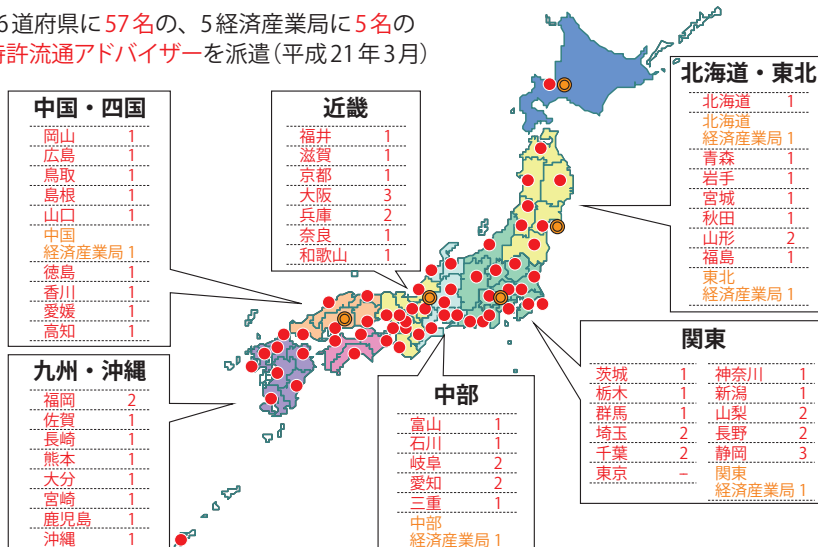 6道府県に57名の、5経済産業局に5名の
特許流通アドバイザーを派遣（平成21年3月）
北海道・東北
北海道 1
北海道
経済産業局 1
青森 1
岩手 1
宮城 1
秋田 1
山形 2
福島 1
東北
経済産業局 1
中国・四国
岡山 1
広島 1
鳥取 1
島根 1
山口 1
中国
経済産業局 1
徳島 1
香川 1
愛媛 1
高知 1
近畿
福井 1
滋賀 1
京都 1
大阪 3
兵庫 2
奈良 1
和歌山 1
関東
茨城 1
栃木 1
群馬 1
埼玉 2
千葉 2
東京 –
神奈川 1
新潟 1
山梨 2
長野 2
静岡 3
関東
経済産業局 1
九州・沖縄
福岡 2
佐賀 1
長崎 1
熊本 1
大分 1
宮崎 1
鹿児島 1
沖縄 1
中部
富山 1
石川 1
岐阜 2
愛知 2
三重 1
中部
経済産業局 1